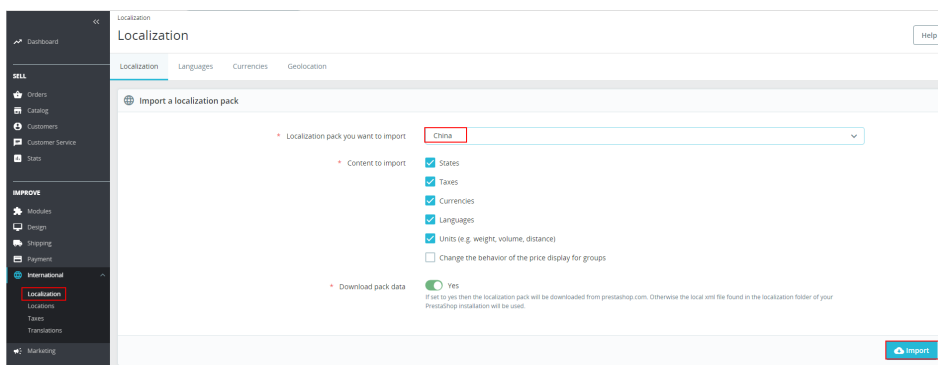 Localization
Localization
Help
Dashboard
Localization
Languages
Currencies
Geolocation
SELL
Orders
Catalog
Customers
Customer Service
Stats
Import a localization pack
* Localization pack you want to import
China
* Content to import
States
Taxes
Currencies
Languages
Units (e.g. weight, volume, distance)
Change the behavior of the price display for groups
* Download pack data
Yes
If set to yes then the localization pack will be downloaded from prestashop.com. Otherwise the local xml file found in the localization folder of your
PrestaShop installation will be used.
IMPROVE
Modules
Design
Shipping
Payment
International
Localization
Locations
Taxes
Translations
Marketing
Import